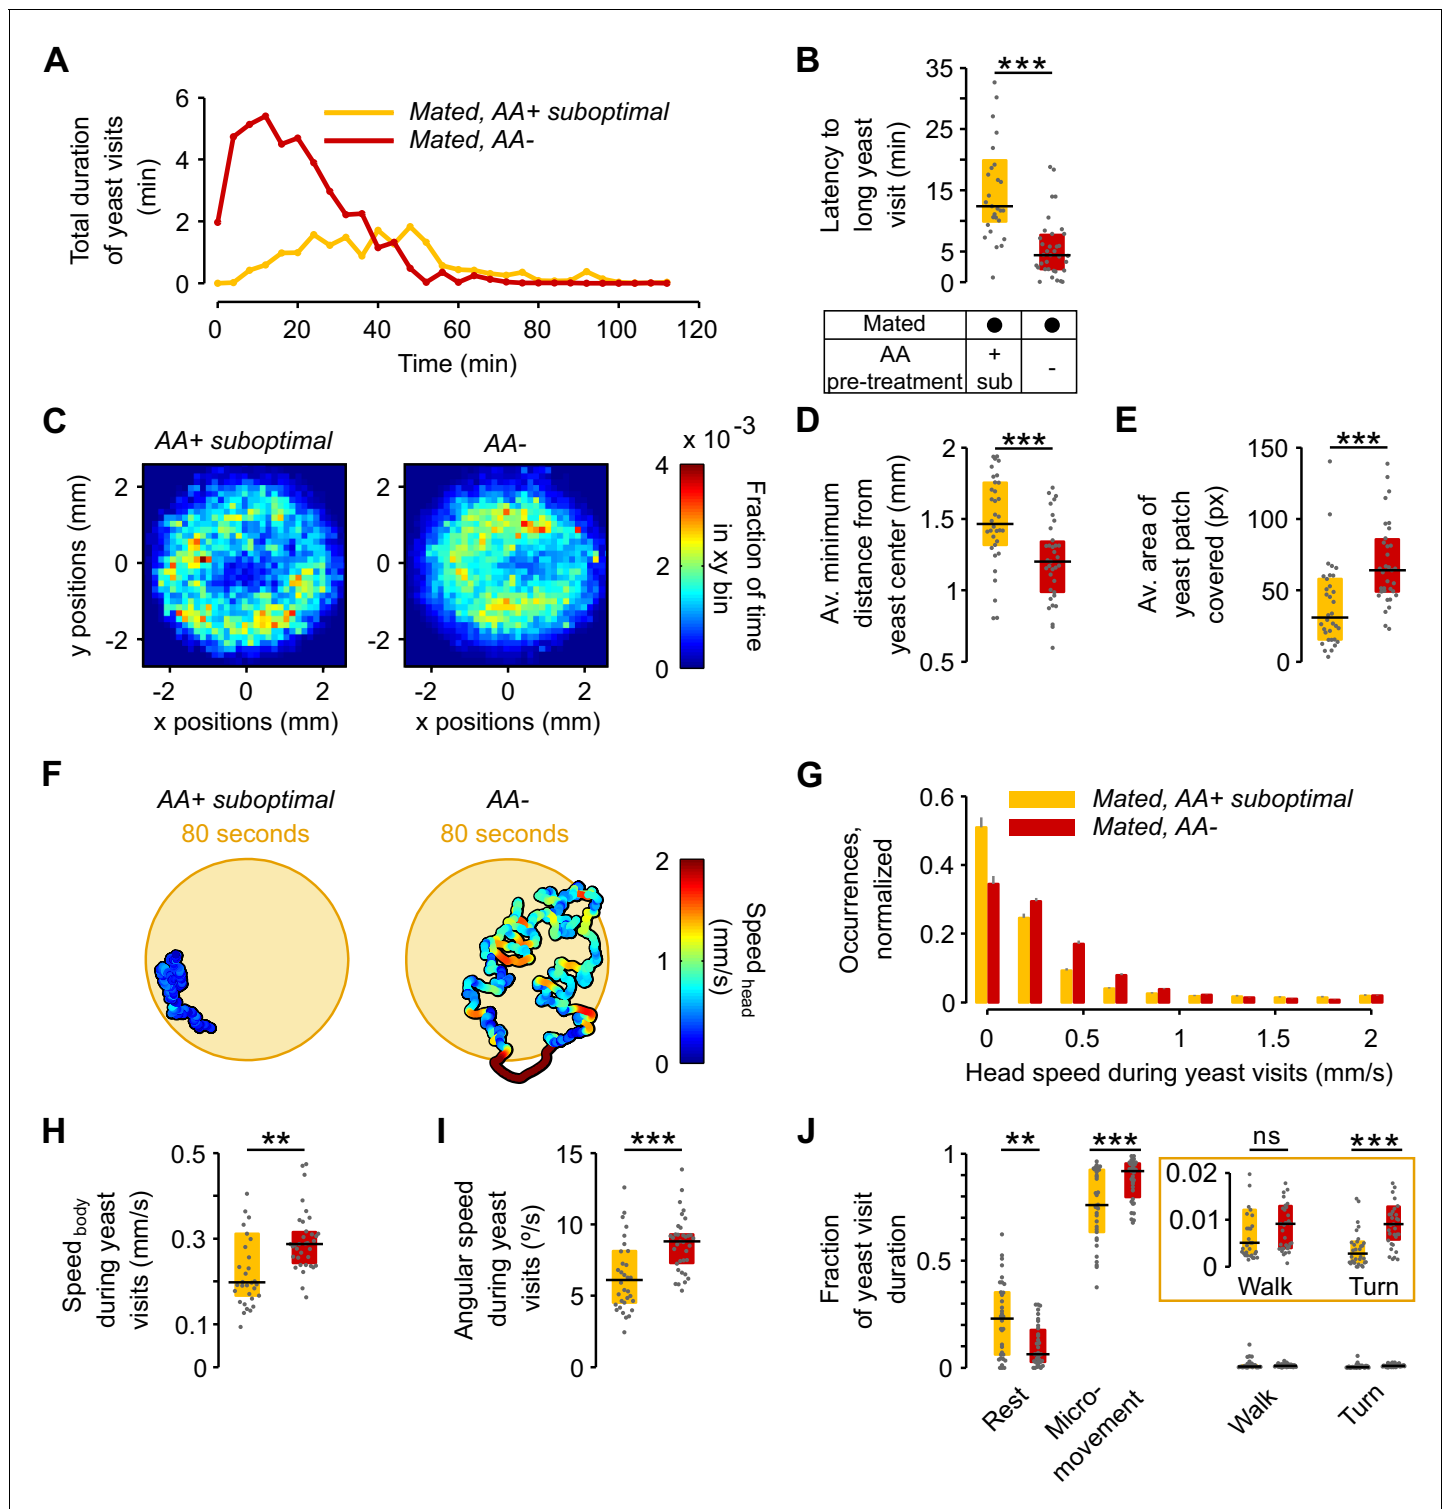 A
Total duration
of yeast visits
(min)
6
4
2
0
Mated, AA+ suboptimal
Mated, AA-
0 20 40 60 80 100 120
Time (min)
B
Latency to
long yeast
visit (min)
35
25
15
5
0
***
Mated ● ●
AA
pre-treatment
+
sub
-
C
AA+ suboptimal
AA-
y positions (mm)
2
0
-2
-2 0 2
x positions (mm)
2
0
-2
-2 0 2
x positions (mm)
x 10-3
4
2
0
Fraction of time
in xy bin
D
Av. minimum
distance from
yeast center (mm)
2
1.5
1
0.5
***
E
Av. area of
yeast patch
covered (px)
150
100
50
0
***
F
AA+ suboptimal
80 seconds
AA-
80 seconds
2
1
0
Speed head
(mm/s)
G
Occurrences,
normalized
0.6
0.4
0.2
0
Mated, AA+ suboptimal
Mated, AA-
0 0.5 1 1.5 2
Head speed during yeast visits (mm/s)
H
Speed body
during yeast
visits (mm/s)
0.5
0.3
0.1
0
**
I
Angular speed
during yeast
visits (º/s)
15
10
5
0
***
J
Fraction
of yeast visit
duration
1
0.5
0
** *** ns ***
0.02
0.01
0
Walk Turn
Rest
Micro-
movement
Walk
Turn